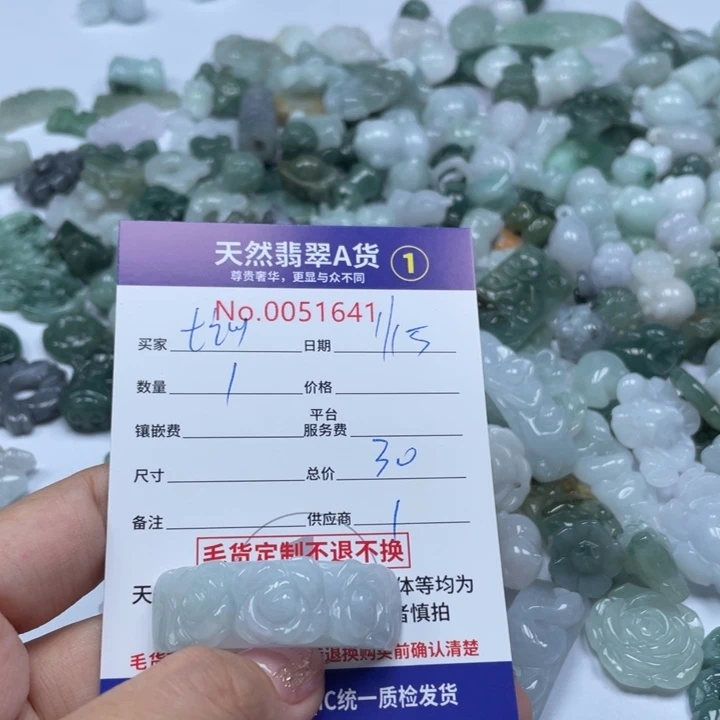 天然翡翠A货 1
尊贵奢华，更显与众不同
No.0051641
买家 日期 1/15
数量 1 价格
镶嵌费 平台服务费
尺寸 总价 30
备注 供应商 1
毛货定制不退不换
天 体等均为
者慎拍
毛货 退换购买前确认清楚
IC统一质检发货